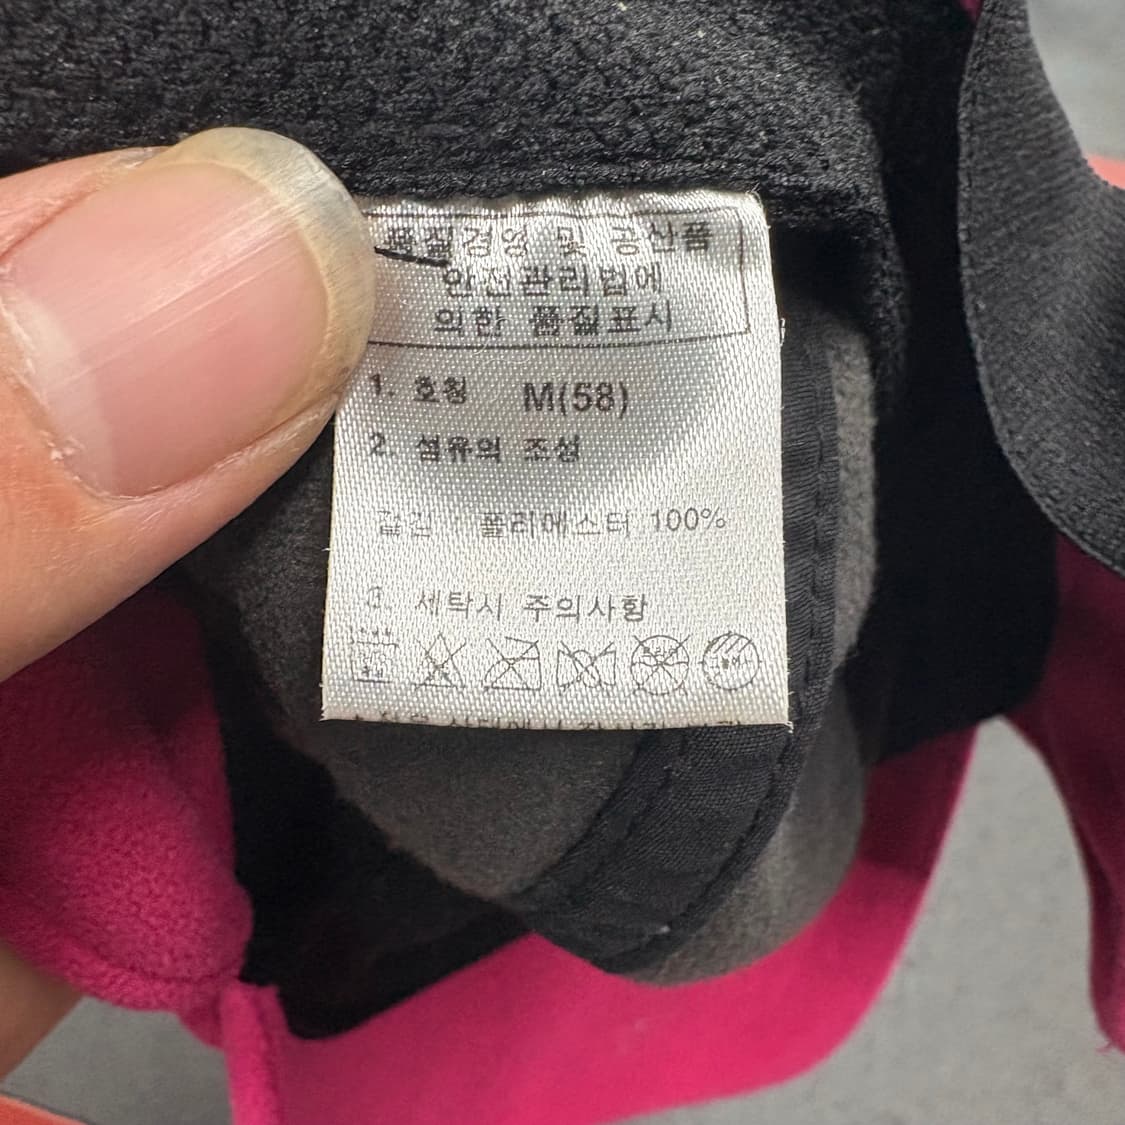 품질경영 및 공산품
안전관리법에
의한 품질표시
1. 호칭 M(58)
2. 섬유의 조성
겉감 : 폴리에스터 100%
3. 세탁시 주의사항